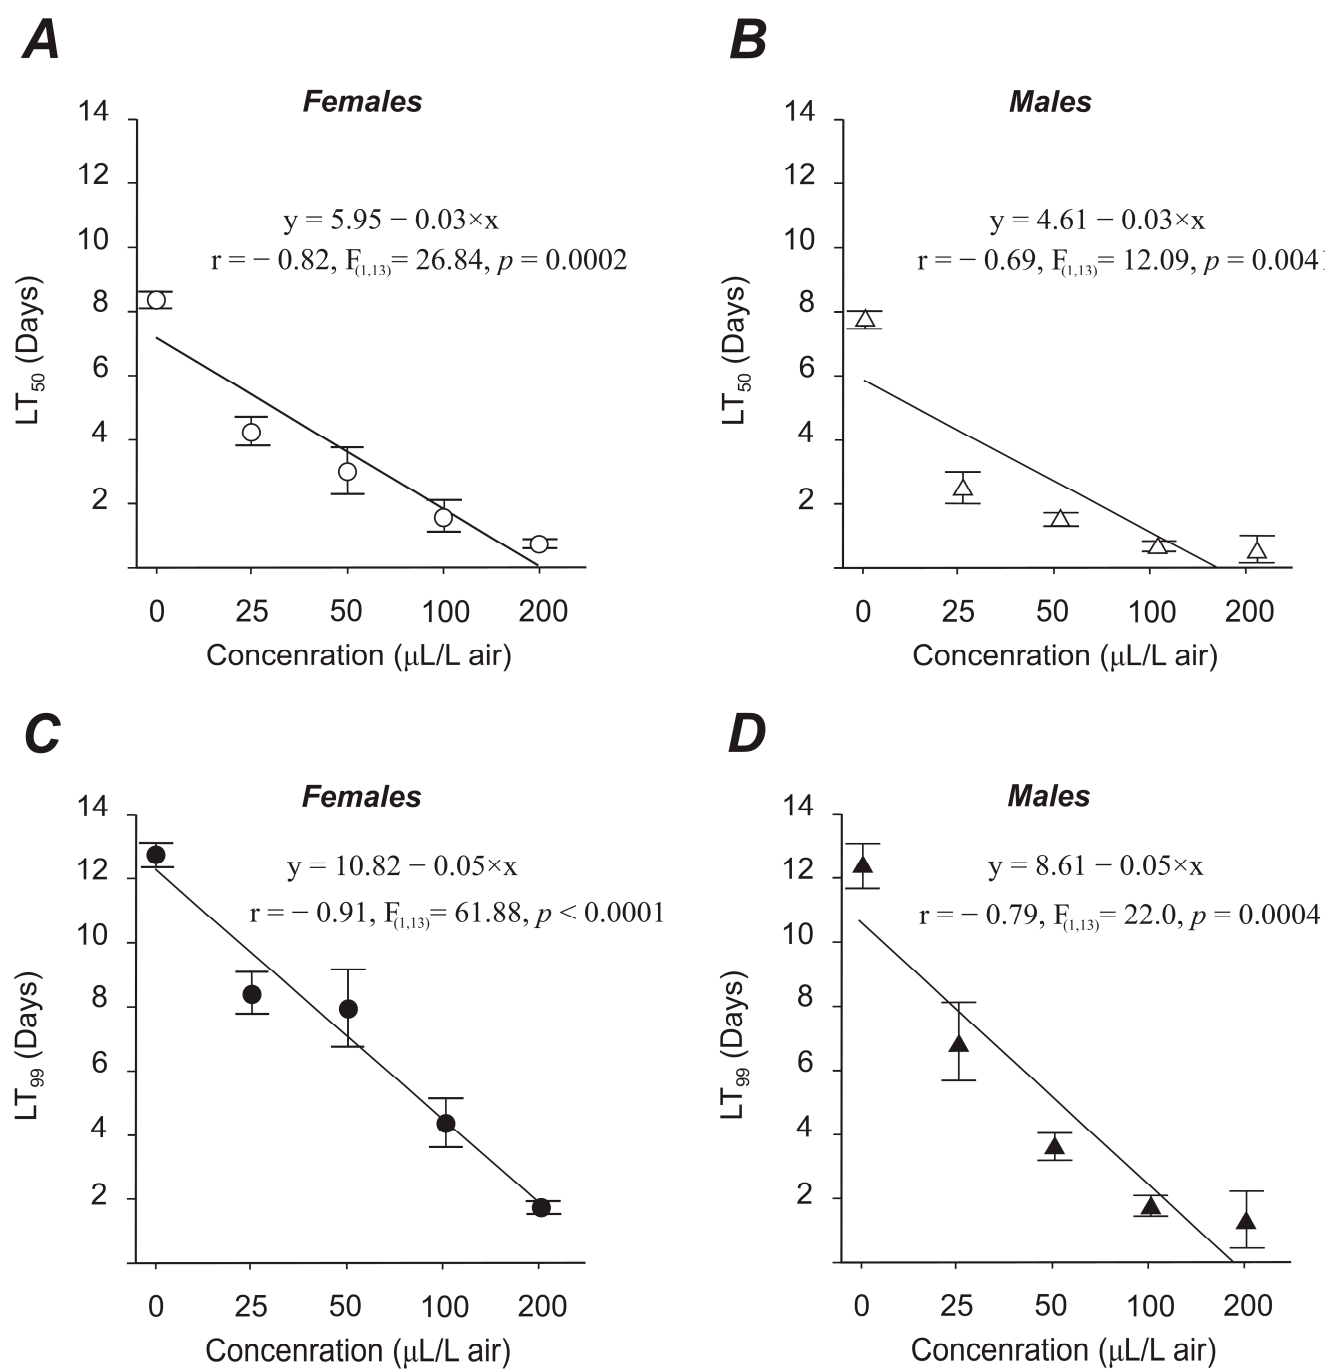 A
Females
14
12
10
8
6
4
2
LT50 (Days)
y = 5.95 − 0.03×x
r = − 0.82, F(1,13)= 26.84, p = 0.0002
0 25 50 100 200
Concenration (μL/L air)
B
Males
14
12
10
8
6
4
2
LT50 (Days)
y = 4.61 − 0.03×x
r = − 0.69, F(1,13)= 12.09, p = 0.0041
0 25 50 100 200
Concenration (μL/L air)
C
Females
14
12
10
8
6
4
2
LT99 (Days)
y = 10.82 − 0.05×x
r = − 0.91, F(1,13)= 61.88, p < 0.0001
0 25 50 100 200
Concenration (μL/L air)
D
Males
14
12
10
8
6
4
2
LT99 (Days)
y = 8.61 − 0.05×x
r = − 0.79, F(1,13)= 22.0, p = 0.0004
0 25 50 100 200
Concenration (μL/L air)